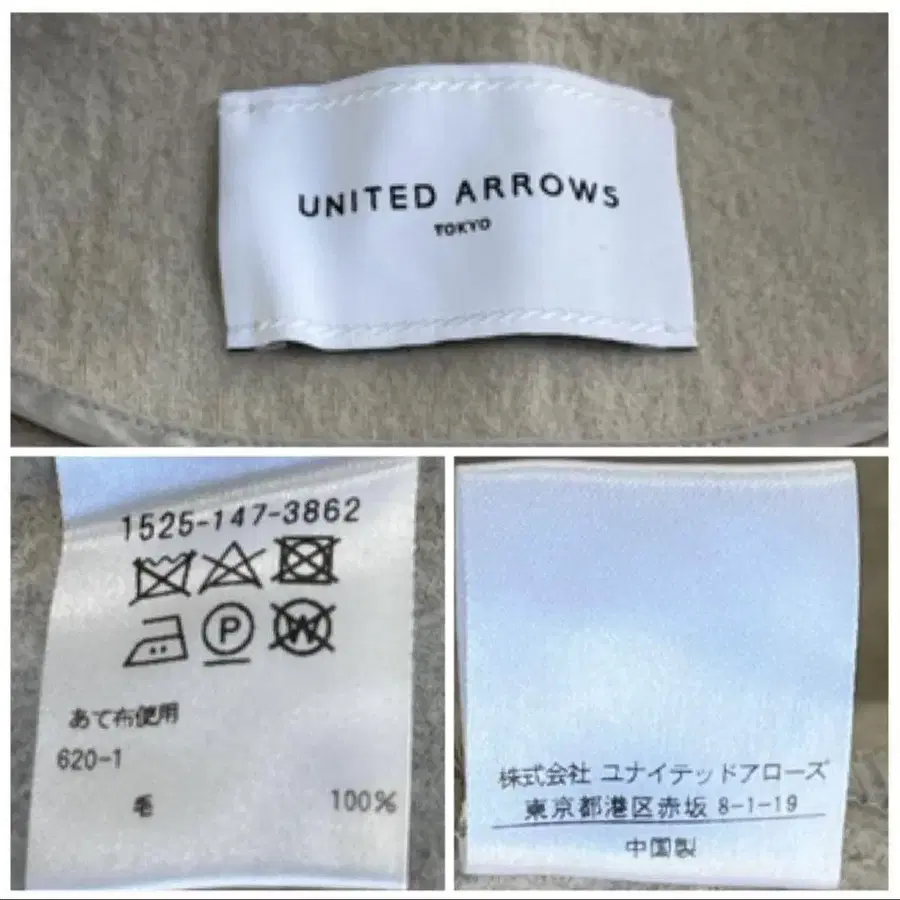 UNITED ARROWS
TOKYO
1525-147-3862
P
W
あて布使用
620-1
毛 100%
株式会社 ユナイテッドアローズ
東京都港区赤坂 8-1-19
中国製